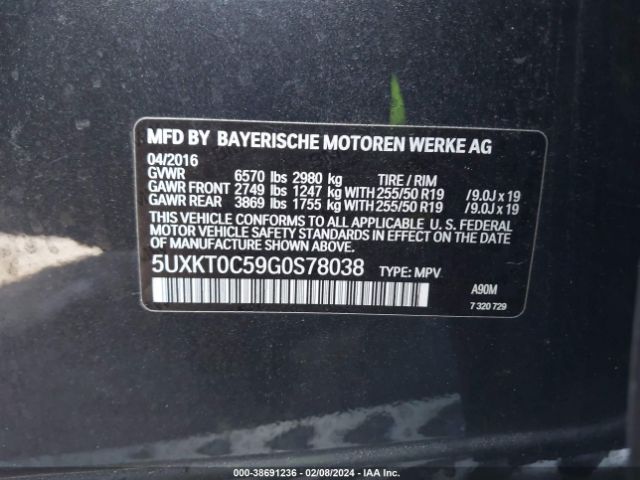 MFD BY BAYERISCHE MOTOREN WERKE AG
04/2016
GVWR 6570 lbs 2980 kg TIRE / RIM
GAWR FRONT 2749 lbs 1247 kg WITH 255/50 R19 /9.0J x 19
GAWR REAR 3869 lbs 1755 kg WITH 255/50 R19 /9.0J x 19
THIS VEHICLE CONFORMS TO ALL APPLICABLE U. S. FEDERAL
MOTOR VEHICLE SAFETY STANDARDS IN EFFECT ON THE DATE
OF MANUFACTURE SHOWN ABOVE.
5UXKT0C59G0S78038 TYPE: MPV
A90M
7 320 729
000-38691236 - 02/08/2024 - IAAI.COM